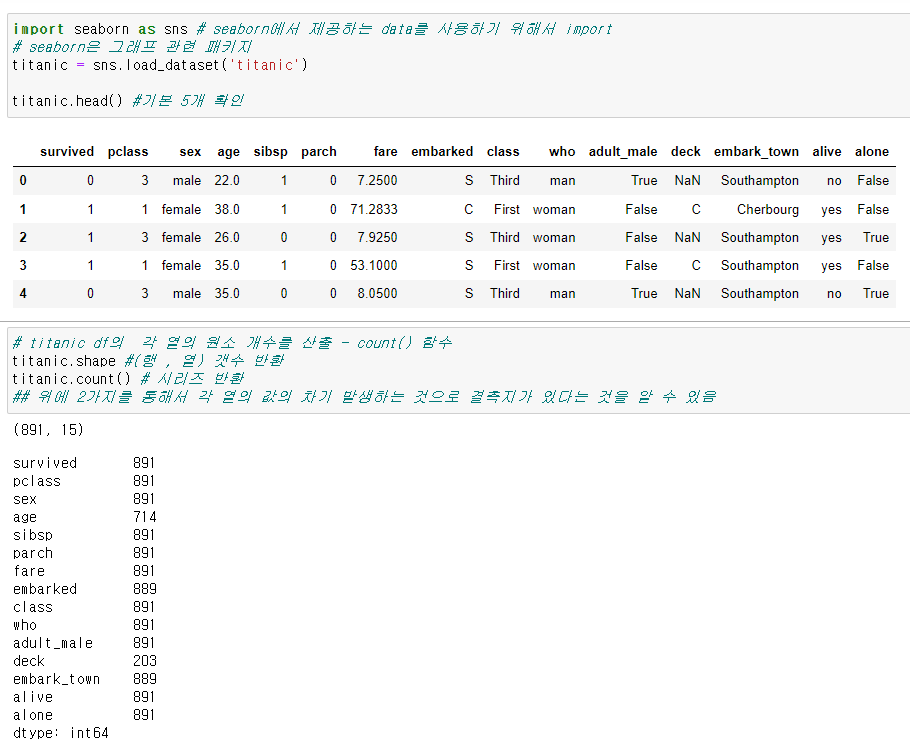 import seaborn as sns # seaborn에서 제공하는 data를 사용하기 위해서 import
# seaborn은 그래프 관련 패키지
titanic = sns.load_dataset('titanic')
titanic.head() #기본 5개 확인
survived pclass sex age sibsp parch fare embarked class who adult_male deck embark_town alive alone
0 0 3 male 22.0 1 0 7.2500 S Third man True NaN Southampton no False
1 1 1 female 38.0 1 0 71.2833 C First woman False C Cherbourg yes False
2 1 3 female 26.0 0 0 7.9250 S Third woman False NaN Southampton yes True
3 1 1 female 35.0 1 0 53.1000 S First woman False C Southampton yes False
4 0 3 male 35.0 0 0 8.0500 S Third man True NaN Southampton no True
# titanic df의 각 열의 원소 개수를 산출 - count() 함수
titanic.shape #(행 , 열) 갯수 반환
titanic.count() # 시리즈 반환
## 위에 2가지를 통해서 각 열의 값의 차기 발생하는 것으로 결측지가 있다는 것을 알 수 있음
(891, 15)
survived 891
pclass 891
sex 891
age 714
sibsp 891
parch 891
fare 891
embarked 889
class 891
who 891
adult_male 891
deck 203
embark_town 889
alive 891
alone 891
dtype: int64